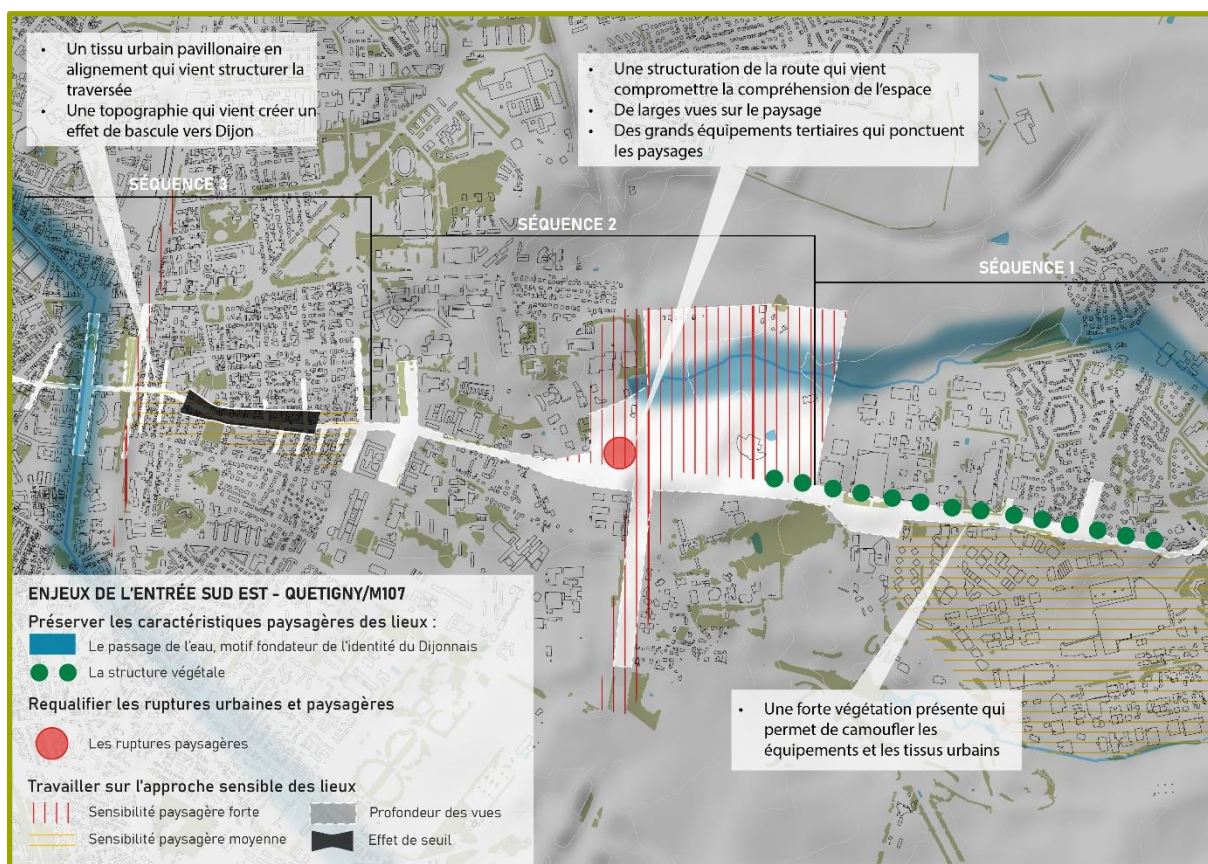 • Un tissu urbain pavillonaire en
alignement qui vient structurer la
traversée
• Une topographie qui vient créer un
effet de bascule vers Dijon
• Une structuration de la route qui vient
compromettre la compréhension de l'espace
• De larges vues sur le paysage
• Des grands équipements tertiaires qui ponctuent
les paysages
SÉQUENCE 3
SÉQUENCE 2
SÉQUENCE 1
• Une forte végétation présente qui
permet de camoufler les
équipements et les tissus urbains
ENJEUX DE L'ENTRÉE SUD EST - QUETIGNY/M107
Préserver les caractéristiques paysagères des lieux :
Le passage de l'eau, motif fondateur de l'identité du Dijonnais
La structure végétale
Requalifier les ruptures urbaines et paysagères
Les ruptures paysagères
Travailler sur l'approche sensible des lieux
Sensibilité paysagère forte
Profondeur des vues
Sensibilité paysagère moyenne
Effet de seuil